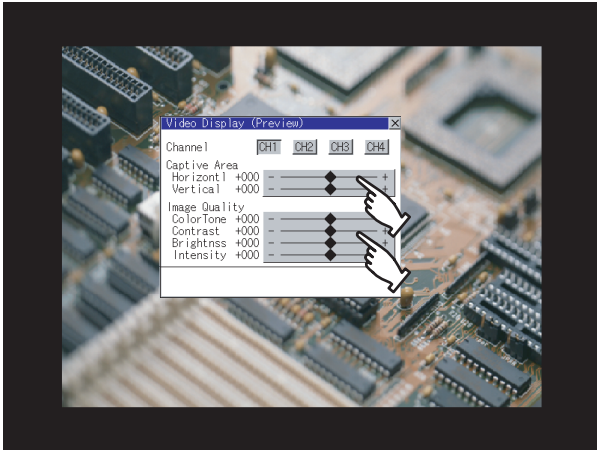 Video Display (Preview)
Channel CH1 CH2 CH3 CH4
Captive Area
Horizontl +000 - +
Vertical +000 - +
Image Quality
ColorTone +000 - +
Contrast +000 - +
Brightnss +000 -
Intensity +000 -